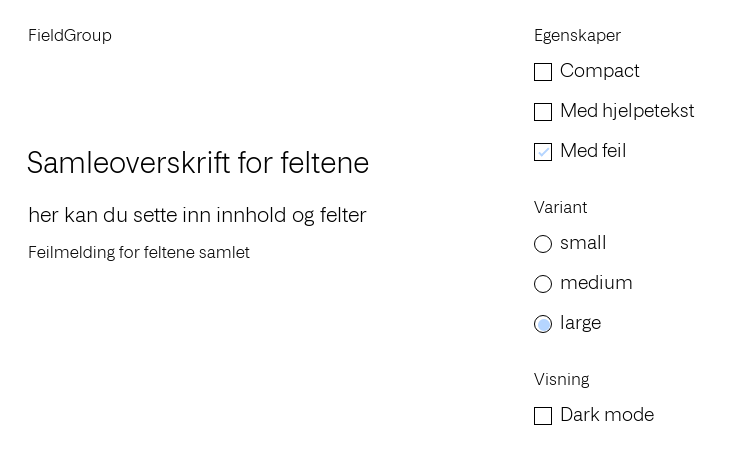 FieldGroup
Samleoverskrift for feltene
her kan du sette inn innhold og felter
Feilmelding for feltene samlet
Egenskaper
Compact
Med hjelpetekst
Med feil
Variant
small
medium
large
Visning
Dark mode